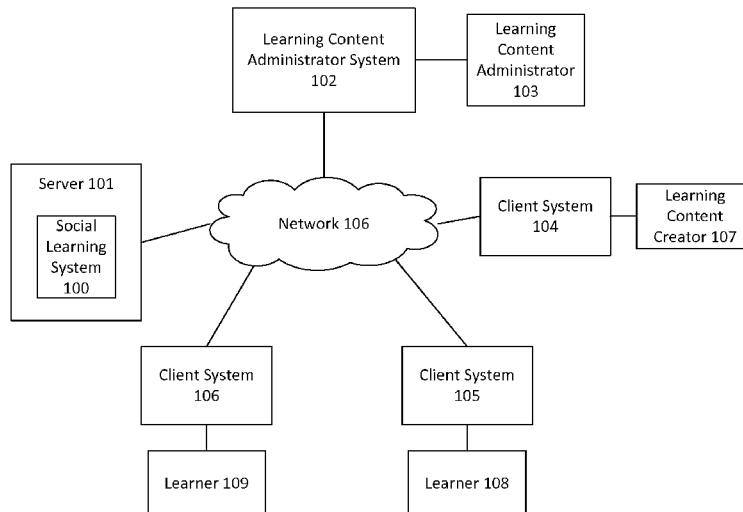 Learning Content
Administrator System
102
Learning
Content
Administrator
103
Server 101
Social
Learning
System
100
Network 106
Client System
104
Learning
Content
Creator 107
Client System
106
Client System
105
Learner 109
Learner 108